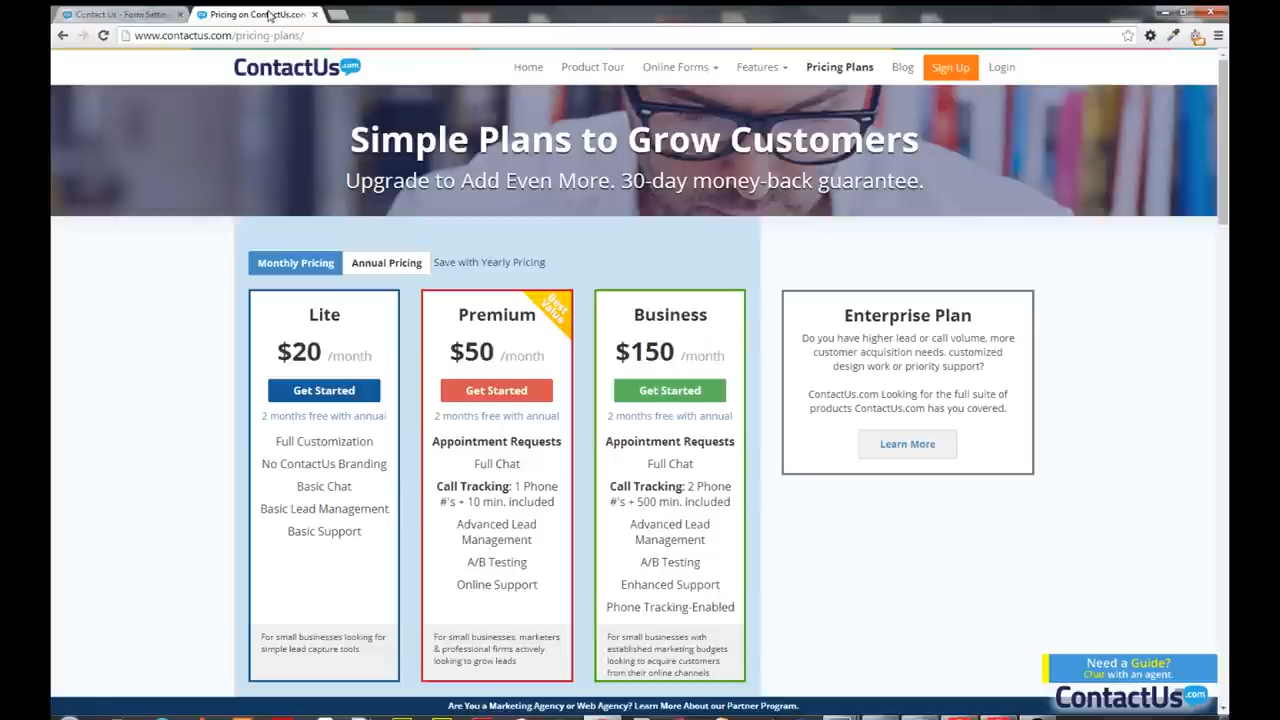 Contact Us - Form Settin
Pricing on ContactUs.com
www.contactus.com/pricing-plans/
ContactUs.com
Home
Product Tour
Online Forms
Features
Pricing Plans
Blog
Sign Up
Login
Simple Plans to Grow Customers
Upgrade to Add Even More. 30-day money-back guarantee.
Monthly Pricing
Annual Pricing
Save with Yearly Pricing
Lite
$20 /month
Get Started
2 months free with annual
Full Customization
No ContactUs Branding
Basic Chat
Basic Lead Management
Basic Support
For small businesses looking for
simple lead capture tools
Best
Value
Premium
$50 /month
Get Started
2 months free with annual
Appointment Requests
Full Chat
Call Tracking: 1 Phone
#'s + 10 min. included
Advanced Lead
Management
A/B Testing
Online Support
For small businesses, marketers
& professional firms actively
looking to grow leads
Business
$150 /month
Get Started
2 months free with annual
Appointment Requests
Full Chat
Call Tracking: 2 Phone
#'s + 500 min. included
Advanced Lead
Management
A/B Testing
Enhanced Support
Phone Tracking-Enabled
For small businesses with
established marketing budgets
looking to acquire customers
from their online channels
Enterprise Plan
Do you have higher lead or call volume, more
customer acquisition needs, customized
design work or priority support?
ContactUs.com Looking for the full suite of
products ContactUs.com has you covered.
Learn More
Need a Guide?
Chat with an agent.
ContactUs.com
Are You a Marketing Agency or Web Agency? Learn More About our Partner Program.